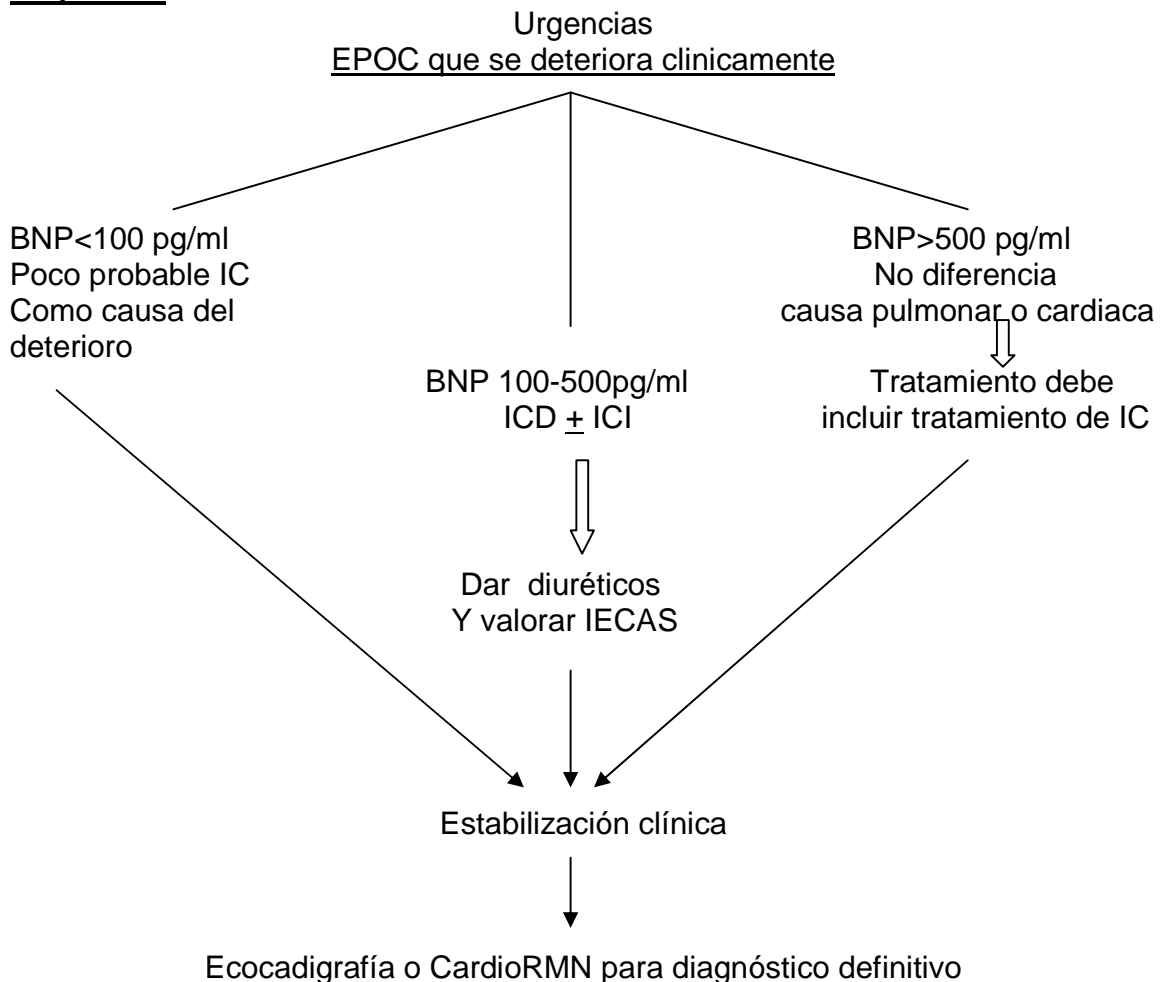 Urgencias
EPOC que se deteriora clinicamente
BNP<100 pg/ml
Poco probable IC
Como causa del
deterioro
BNP 100-500pg/ml
ICD + ICI
Dar diuréticos
Y valorar IECAS
BNP>500 pg/ml
No diferencia
causa pulmonar o cardiaca
Tratamiento debe
incluir tratamiento de IC
Estabilización clínica
Ecocadigrafía o CardioRMN para diagnóstico definitivo